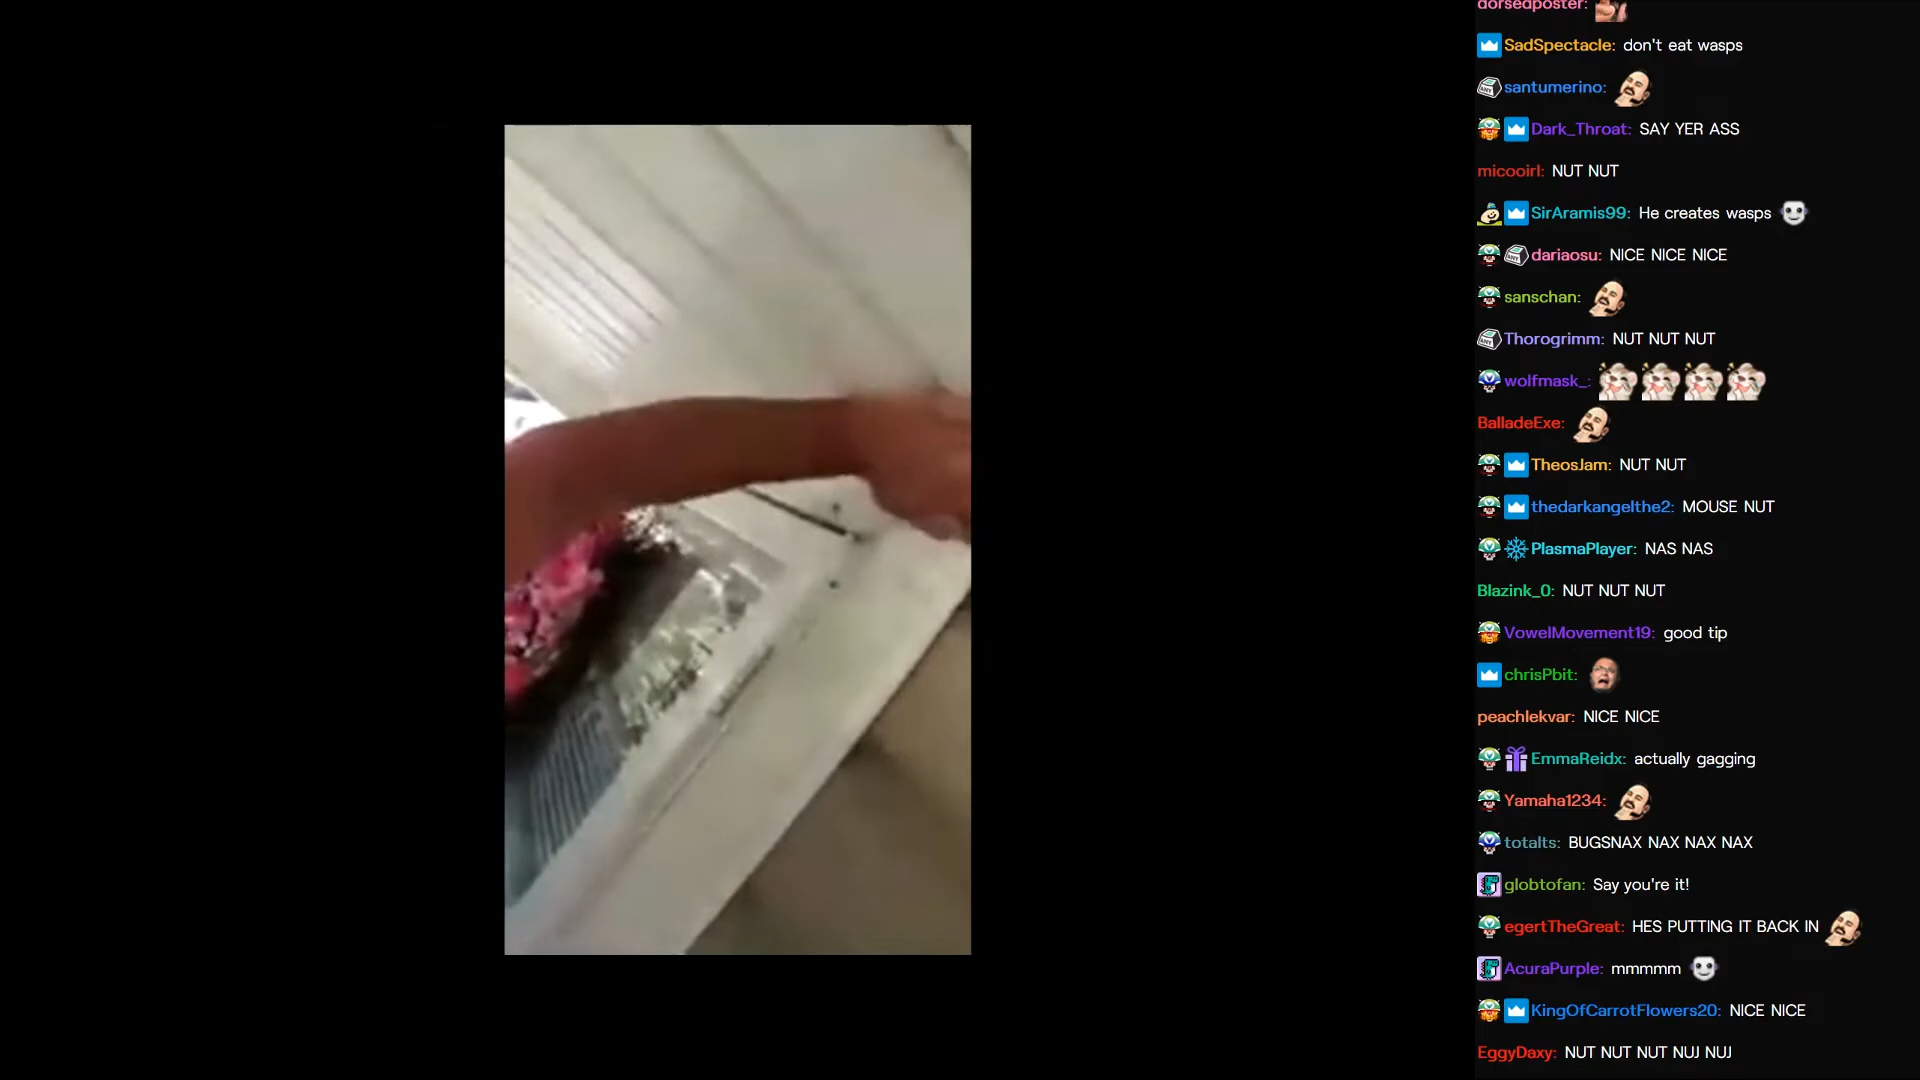 dorsedposter:
SadSpectacle: don't eat wasps
santumerino:
Dark_Throat: SAY YER ASS
micooirl: NUT NUT
SirAramis99: He creates wasps
dariaosu: NICE NICE NICE
sanschan:
Thorogrimm: NUT NUT NUT
wolfmask_:
BalladeExe:
TheosJam: NUT NUT
thedarkangelthe2: MOUSE NUT
PlasmaPlayer: NAS NAS
Blazink_0: NUT NUT NUT
VowelMovement19: good tip
chrisPbit:
peachlekvar: NICE NICE
EmmaReidx: actually gagging
Yamaha1234:
totalts: BUGSNAX NAX NAX NAX
globtofan: Say you're it!
egertTheGreat: HES PUTTING IT BACK IN
AcuraPurple: mmmmm
KingOfCarrotFlowers20: NICE NICE
EggyDaxy: NUT NUT NUT NUJ NUJ